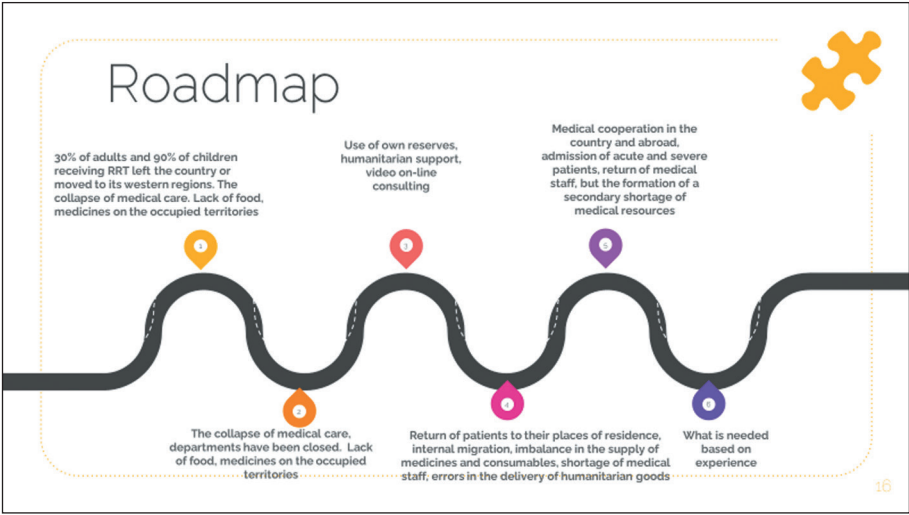 Roadmap
30% of adults and 90% of children
receiving RRT left the country or
moved to its western regions. The
collapse of medical care. Lack of food,
medicines on the occupied territories
1
The collapse of medical care,
departments have been closed. Lack
of food, medicines on the occupied
territories
2
Use of own reserves,
humanitarian support,
video on-line
consulting
3
Return of patients to their places of residence,
internal migration, imbalance in the supply of
medicines and consumables, shortage of medical
staff, errors in the delivery of humanitarian goods
4
Medical cooperation in the
country and abroad,
admission of acute and severe
patients, return of medical
staff, but the formation of a
secondary shortage of
medical resources
5
What is needed
based on
experience
6
16